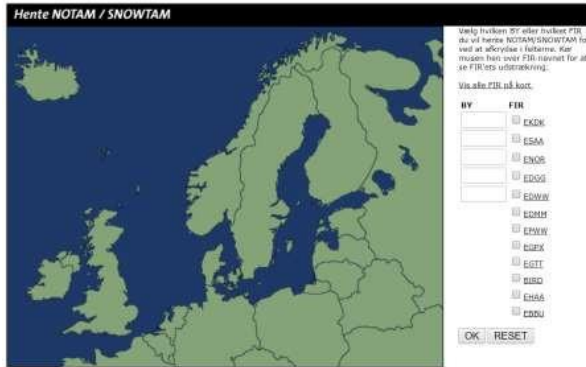 Hente NOTAM / SNOWTAM
Vælg hvilken BY eller hvilket FIR
du vil hente NOTAM/SNOWTAM for
ved at afkrydse i felterne. Kør
musen hen over FIR-navnet for at
se FIR'ets udstrækning.
Vis alle FIR på kort.
BY FIR
EKDK
ESAA
ENOR
EDGG
EDWW
EDMM
EPWW
EGPX
EGTT
BIRD
EHAA
EBBU
OK RESET